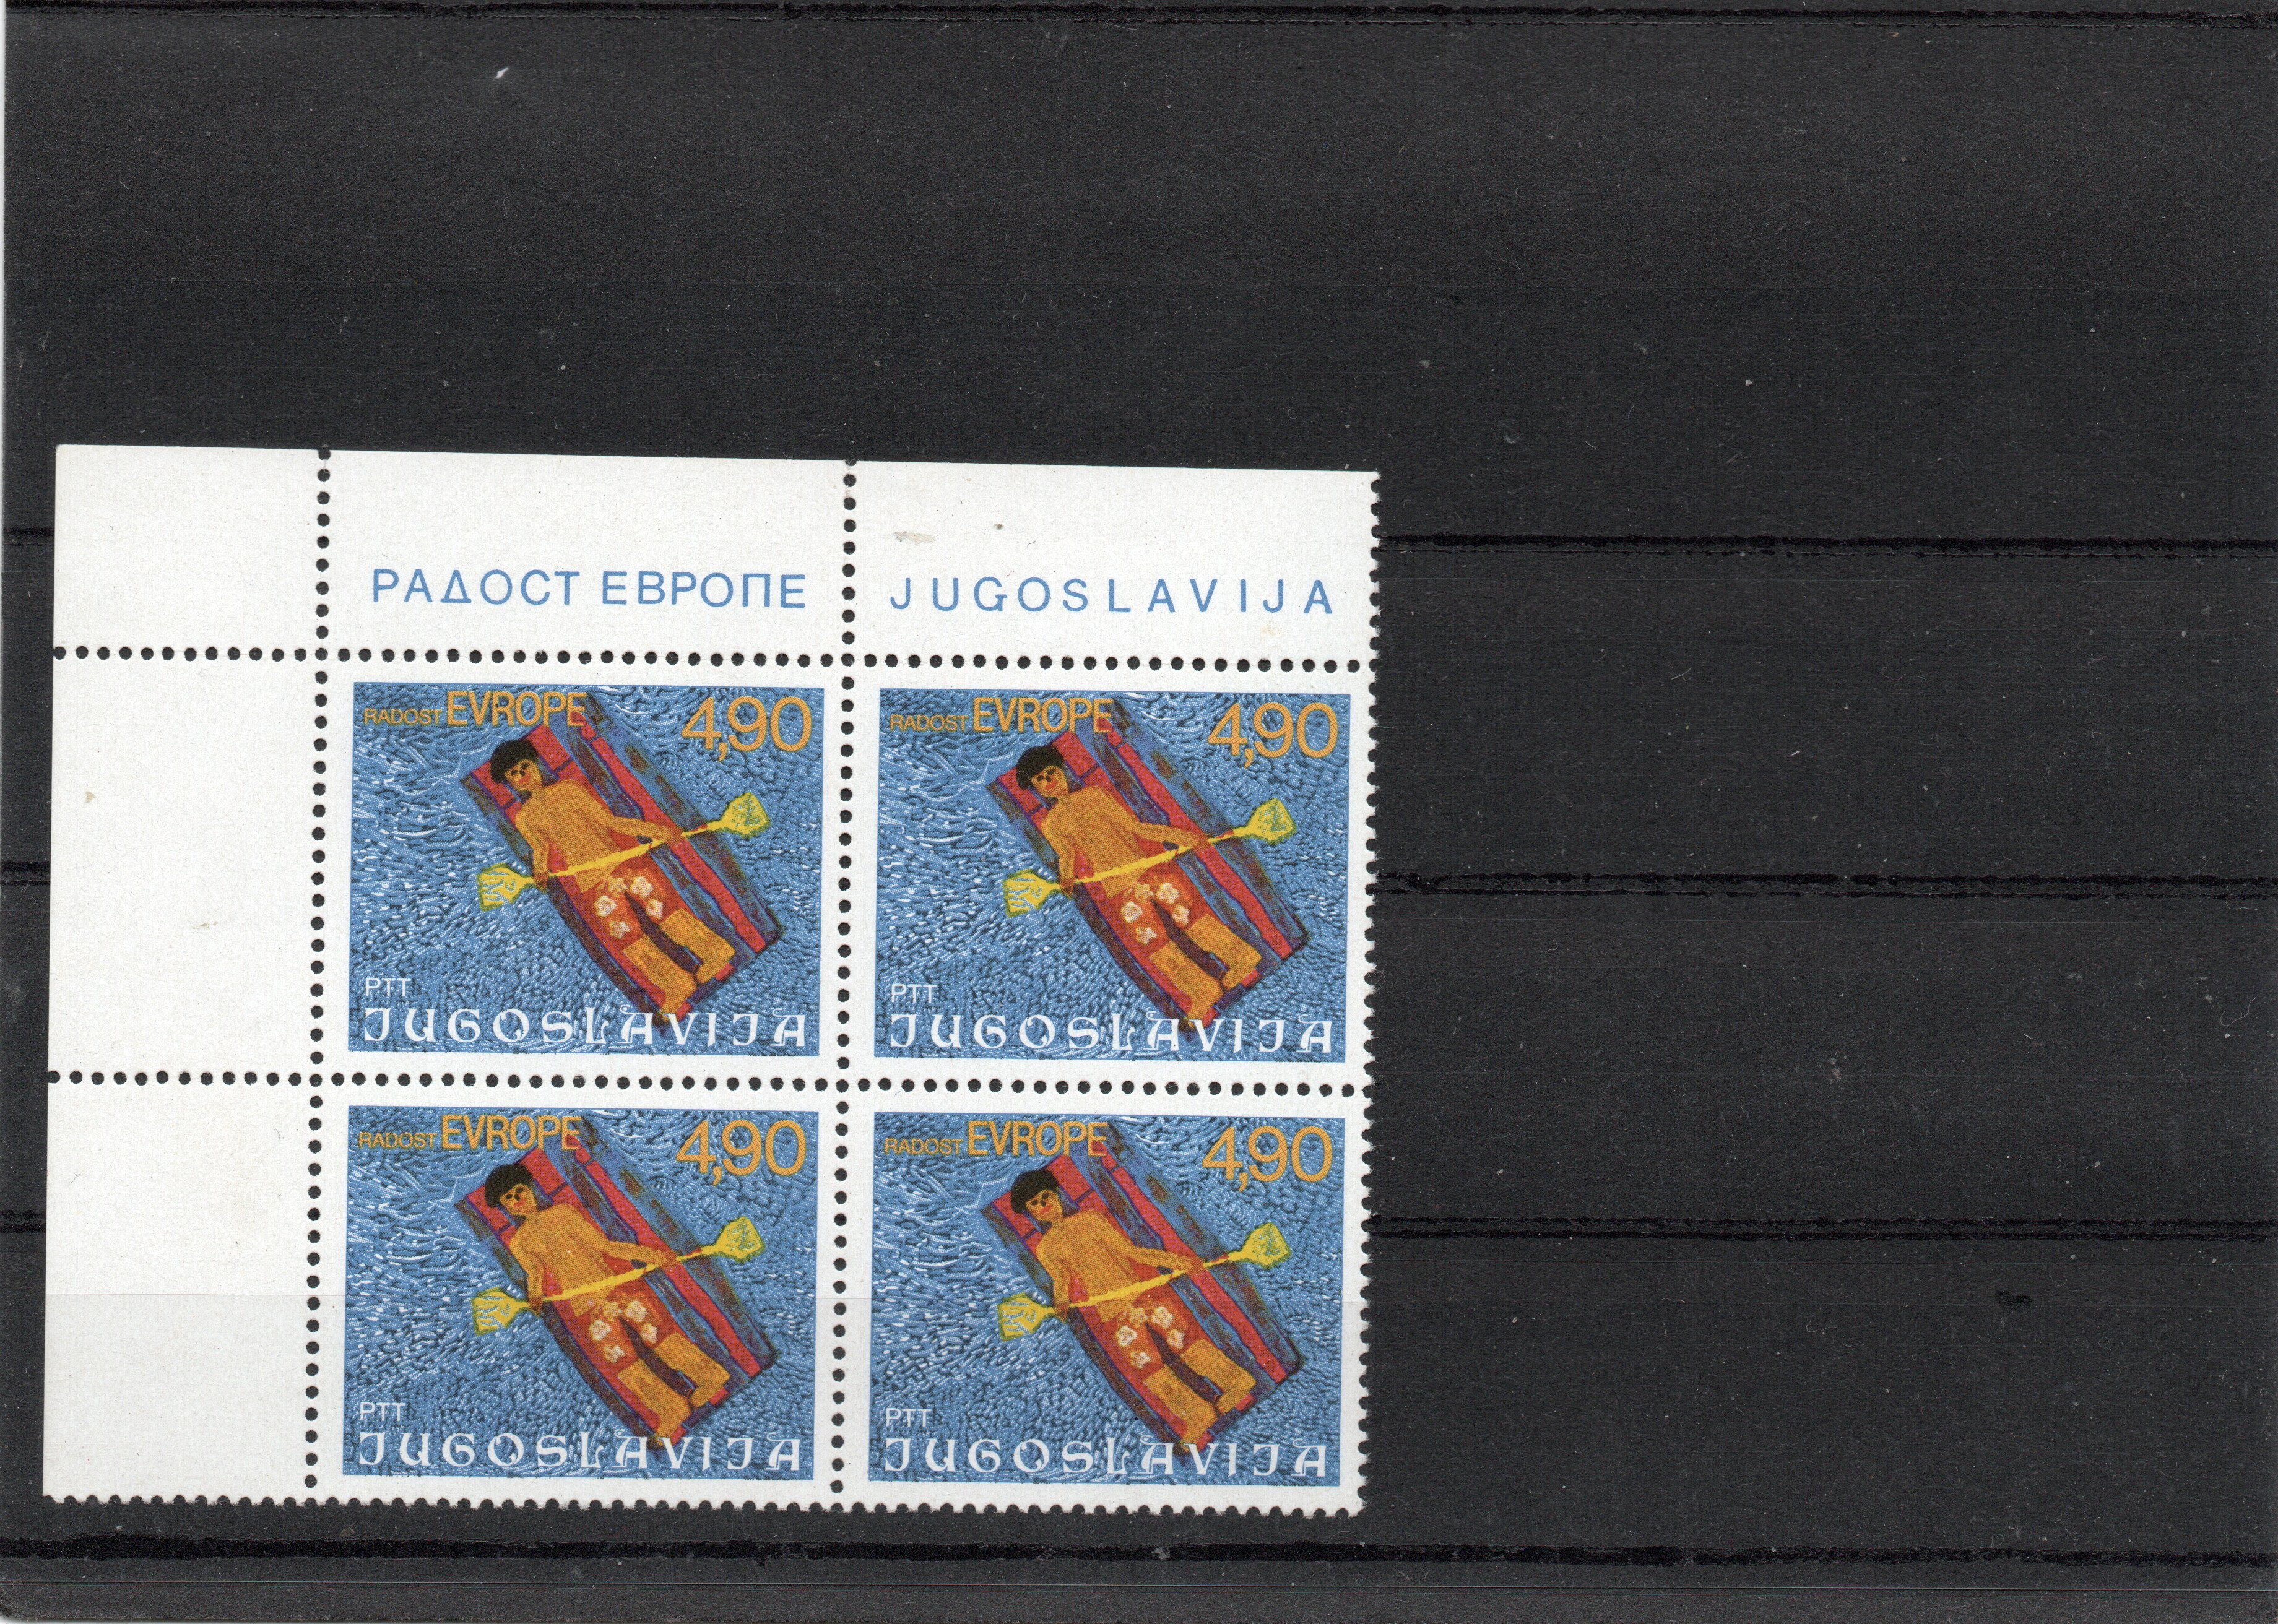 РАДОСТ ЕВРОПЕ JUGOSLAVIJA
RADOST EVROPE 4,90
PTT
JUGOSLAVIJA
RADOST EVROPE 4,90
PTT
JUGOSLAVIJA
RADOST EVROPE 4,90
PTT
JUGOSLAVIJA
RADOST EVROPE 4,90
PTT
JUGOSLAVIJA